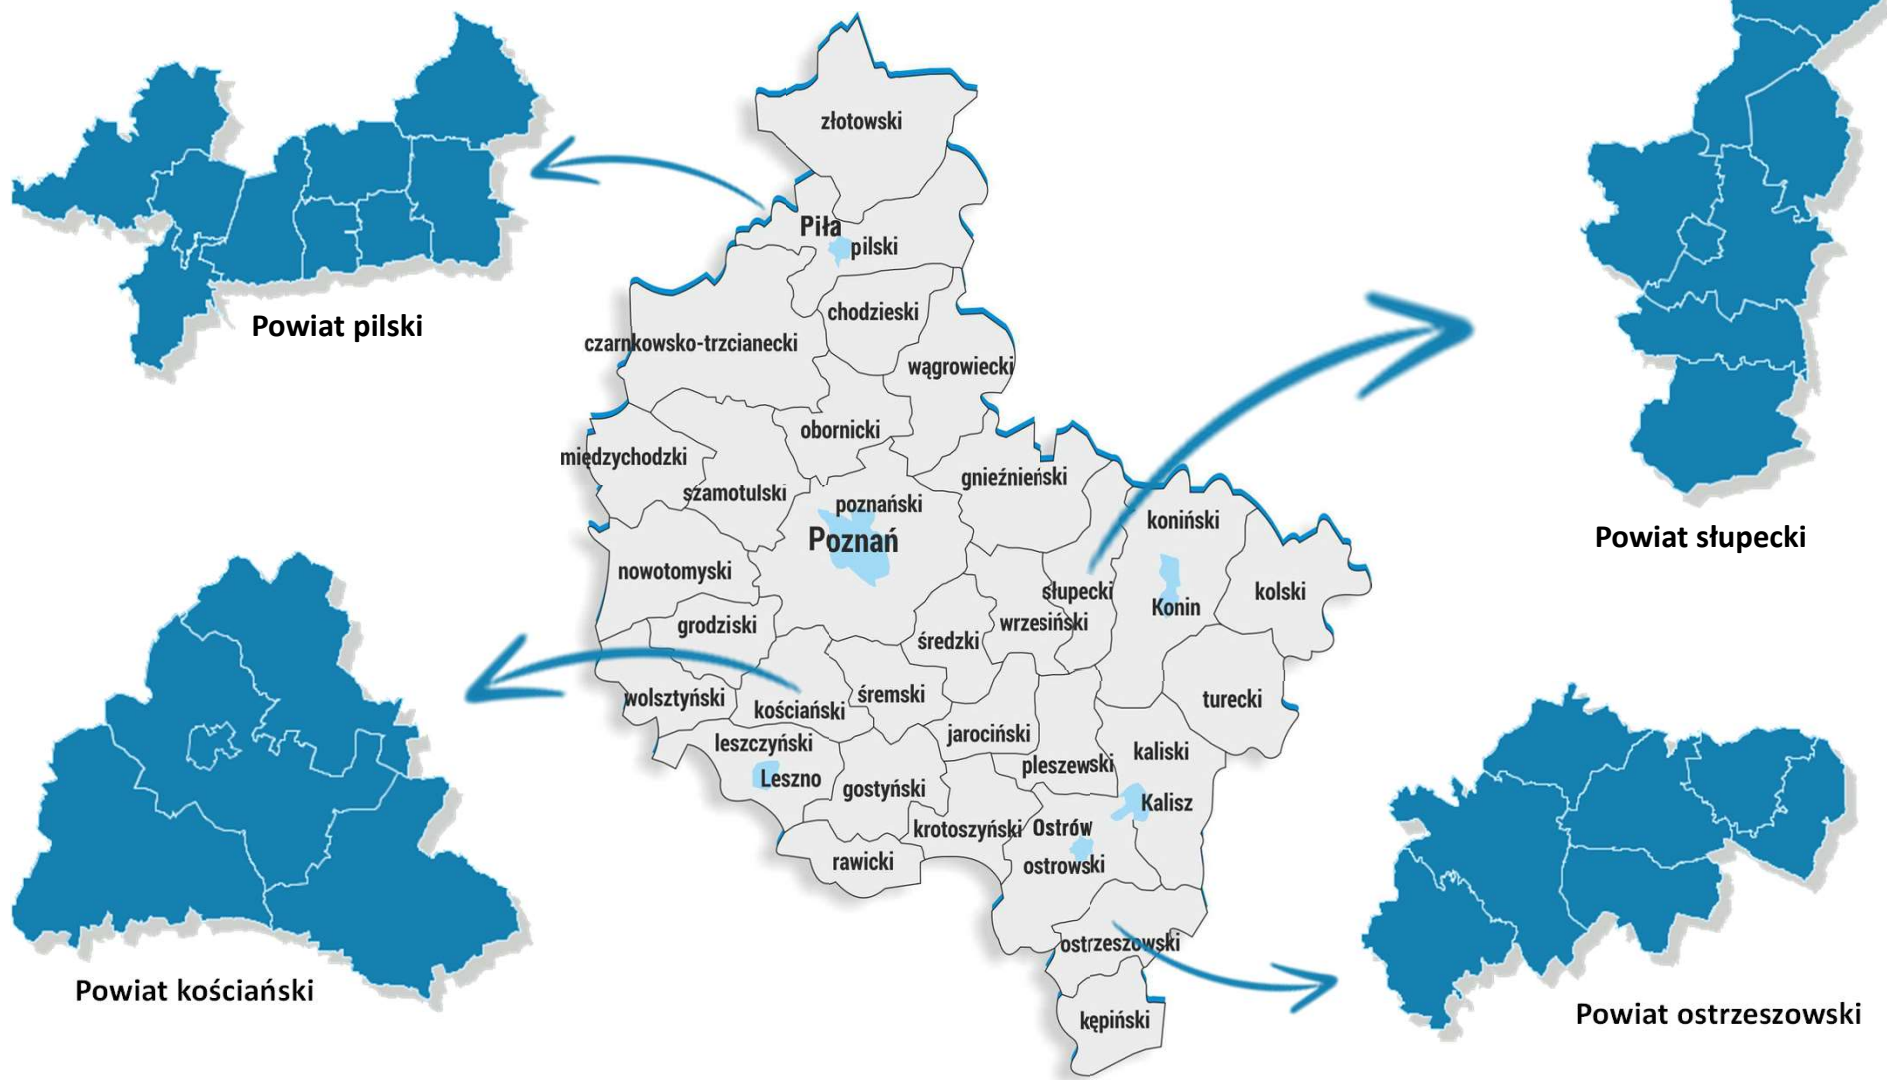 złotowski
Piła
pilski
Powiat pilski
chodzieski
czarnkowsko-trzcianecki
wągrowiecki
obornicki
międzychodzki
gnieźnieński
szamotulski
poznański
koniński
Poznań
Powiat słupecki
nowotomyski
słupecki
kolski
Konin
grodziski
wrzesiński
średzki
wolsztyński
kościański
śremski
turecki
jarociński
leszczyński
kaliski
pleszewski
Leszno
gostyński
Kalisz
krotoszyński
Ostrów
rawicki
ostrowski
ostrzeszowski
Powiat kościański
Powiat ostrzeszowski
kępiński